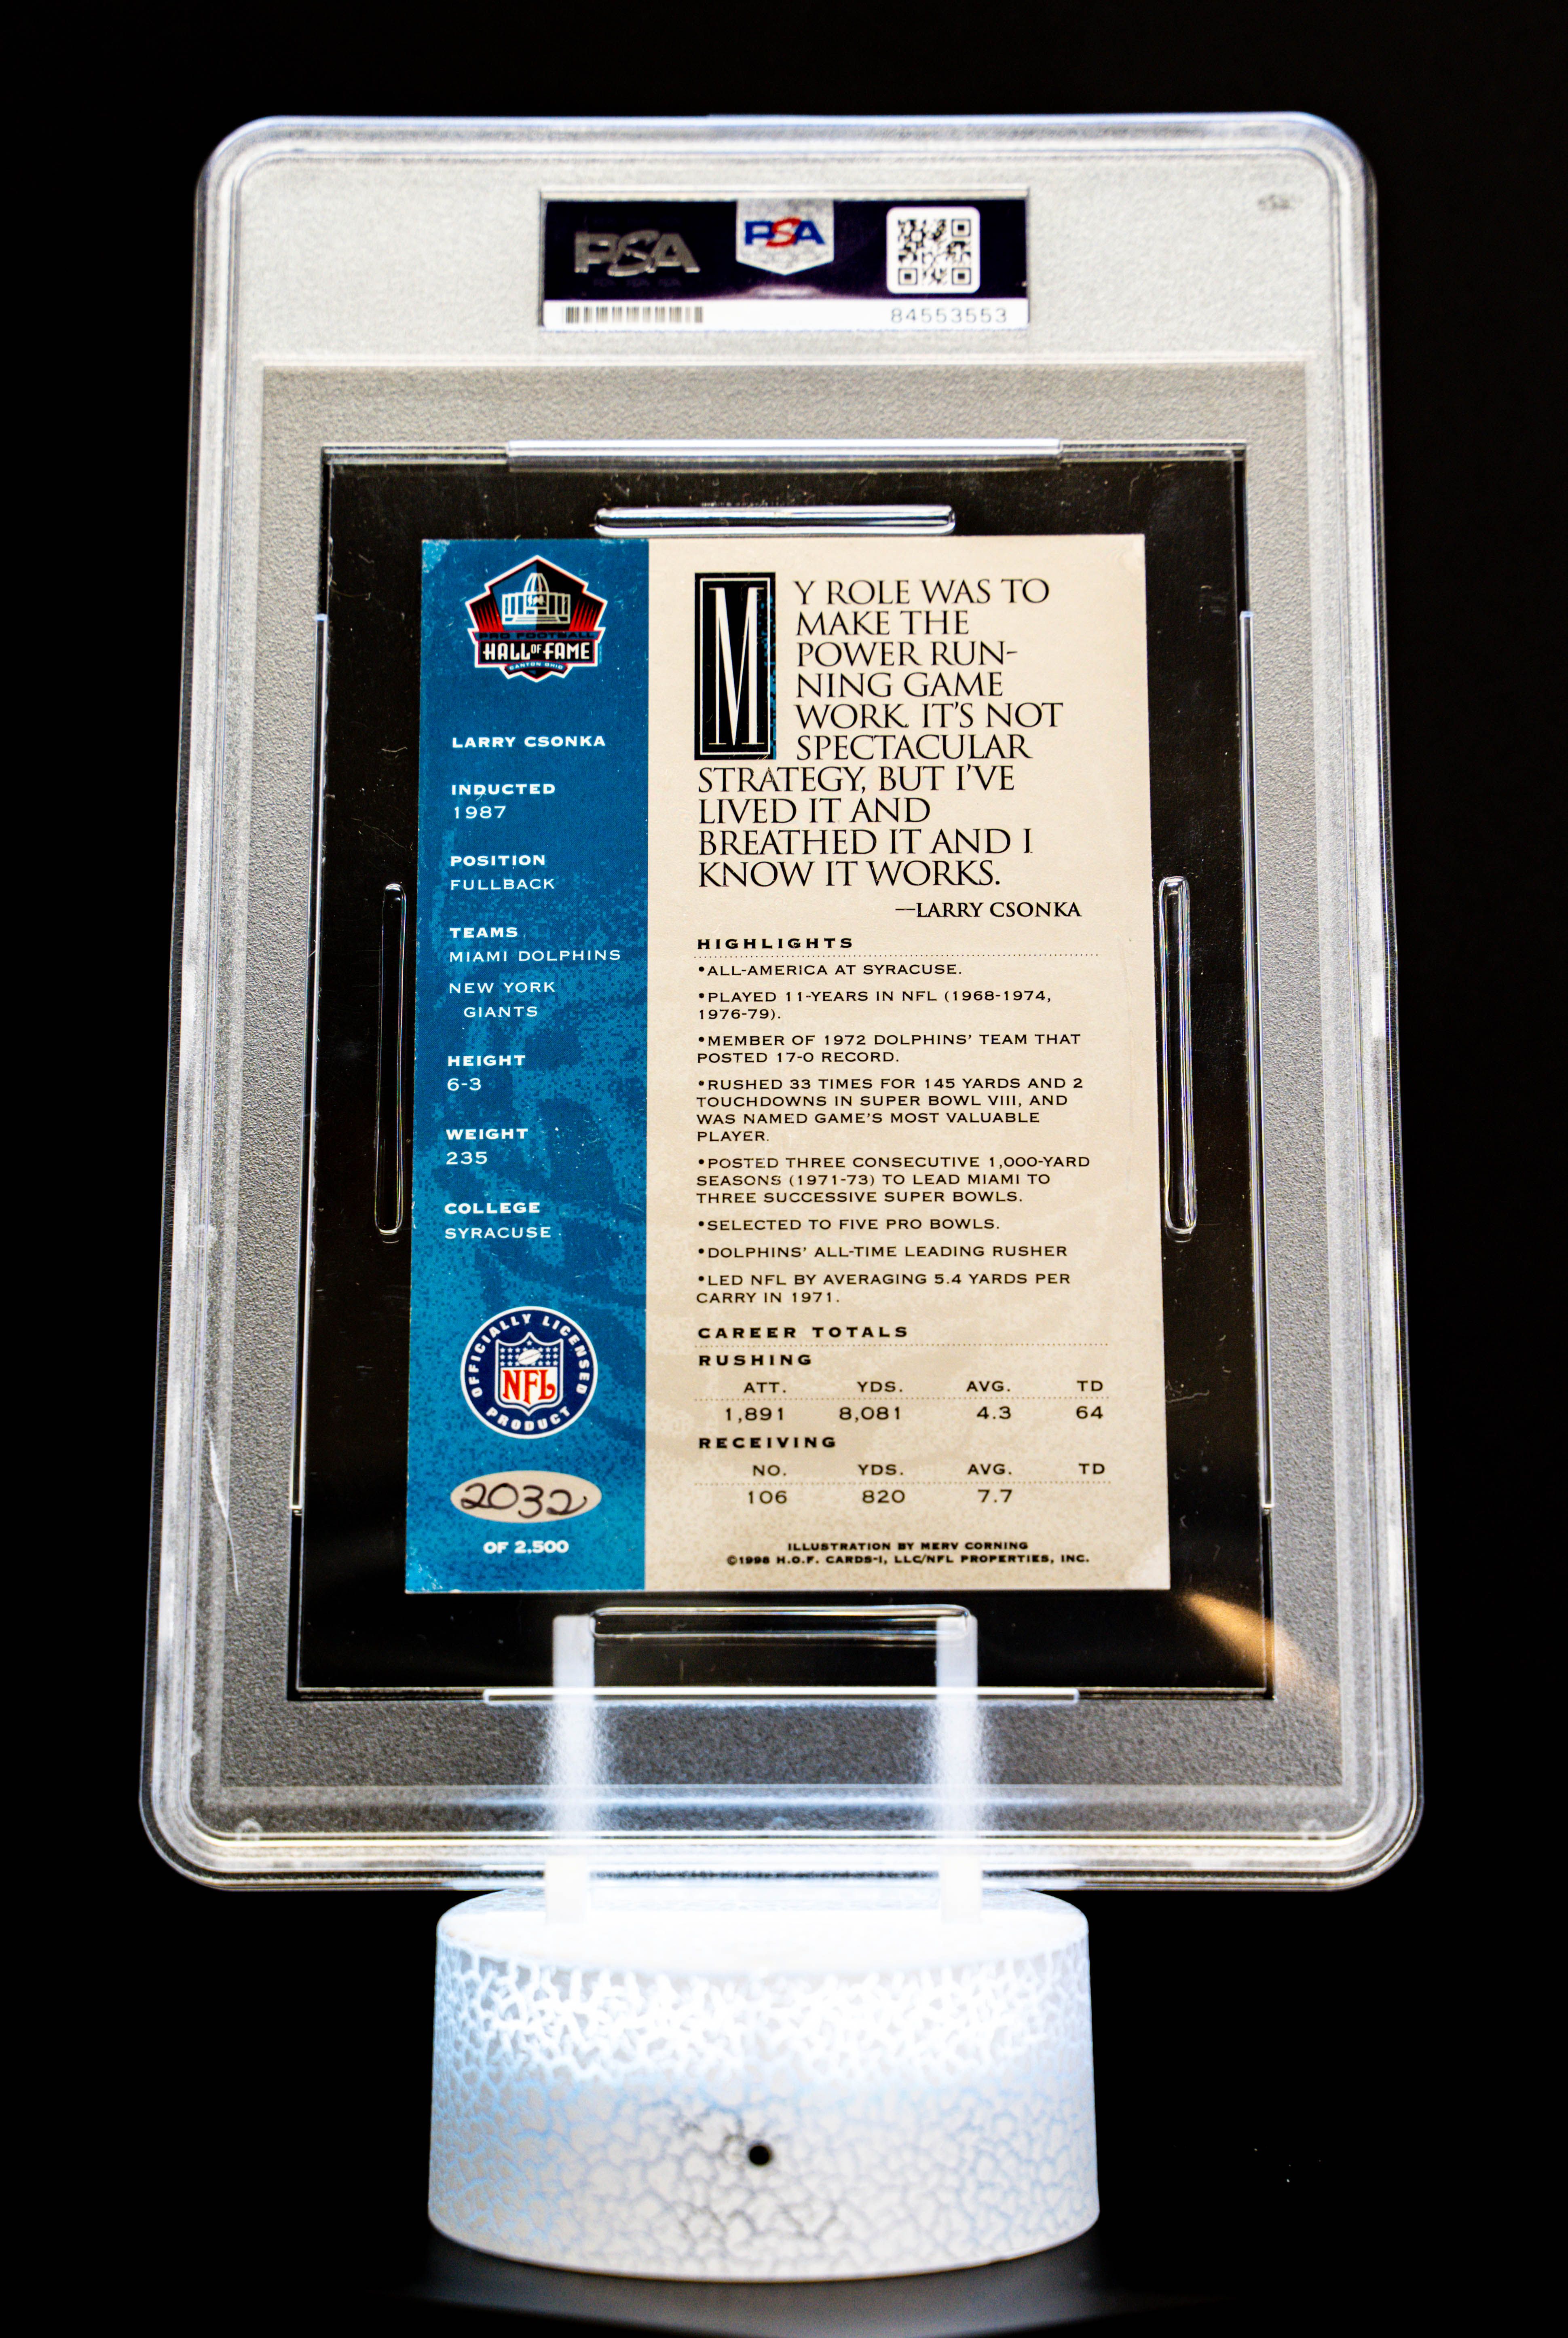 PSA
PSA
84553553
PRO FOOTBALL
HALL OF FAME
CANTON OHIO
LARRY CSONKA
INDUCTED
1987
POSITION
FULLBACK
TEAMS
MIAMI DOLPHINS
NEW YORK
GIANTS
HEIGHT
6-3
WEIGHT
235
COLLEGE
SYRACUSE
OFFICIALLY LICENSED
NFL
PRODUCT
2032
OF 2,500
MY ROLE WAS TO
MAKE THE
POWER RUN-
NING GAME
WORK. IT'S NOT
SPECTACULAR
STRATEGY, BUT I'VE
LIVED IT AND
BREATHED IT AND I
KNOW IT WORKS.
—LARRY CSONKA
HIGHLIGHTS
•ALL-AMERICA AT SYRACUSE.
•PLAYED 11-YEARS IN NFL (1968-1974,
1976-79).
•MEMBER OF 1972 DOLPHINS' TEAM THAT
POSTED 17-0 RECORD.
•RUSHED 33 TIMES FOR 145 YARDS AND 2
TOUCHDOWNS IN SUPER BOWL VIII, AND
WAS NAMED GAME'S MOST VALUABLE
PLAYER.
•POSTED THREE CONSECUTIVE 1,000-YARD
SEASONS (1971-73) TO LEAD MIAMI TO
THREE SUCCESSIVE SUPER BOWLS.
•SELECTED TO FIVE PRO BOWLS.
•DOLPHINS' ALL-TIME LEADING RUSHER
•LED NFL BY AVERAGING 5.4 YARDS PER
CARRY IN 1971.
CAREER TOTALS
RUSHING
ATT. YDS. AVG. TD
1,891 8,081 4.3 64
RECEIVING
NO. YDS. AVG. TD
106 820 7.7
ILLUSTRATION BY MERV CORNING
©1998 H.O.F. CARDS-I, LLC/NFL PROPERTIES, INC.